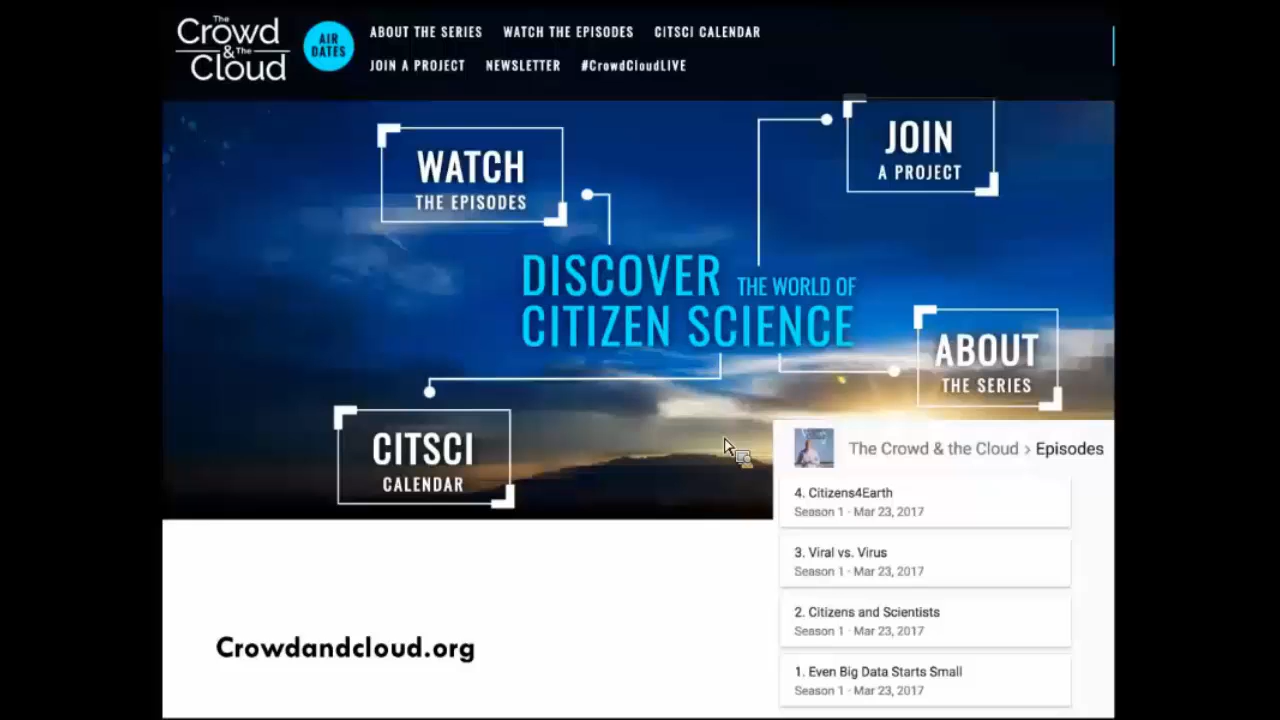 The
Crowd
& The
Cloud
AIR
DATES
ABOUT THE SERIES WATCH THE EPISODES CITSCI CALENDAR
JOIN A PROJECT NEWSLETTER #CrowdCloudLIVE
WATCH
THE EPISODES
JOIN
A PROJECT
DISCOVER THE WORLD OF
CITIZEN SCIENCE
ABOUT
THE SERIES
CITSCI
CALENDAR
The Crowd & the Cloud › Episodes
4. Citizens4Earth
Season 1 · Mar 23, 2017
3. Viral vs. Virus
Season 1 · Mar 23, 2017
2. Citizens and Scientists
Season 1 · Mar 23, 2017
1. Even Big Data Starts Small
Season 1 · Mar 23, 2017
Crowdandcloud.org